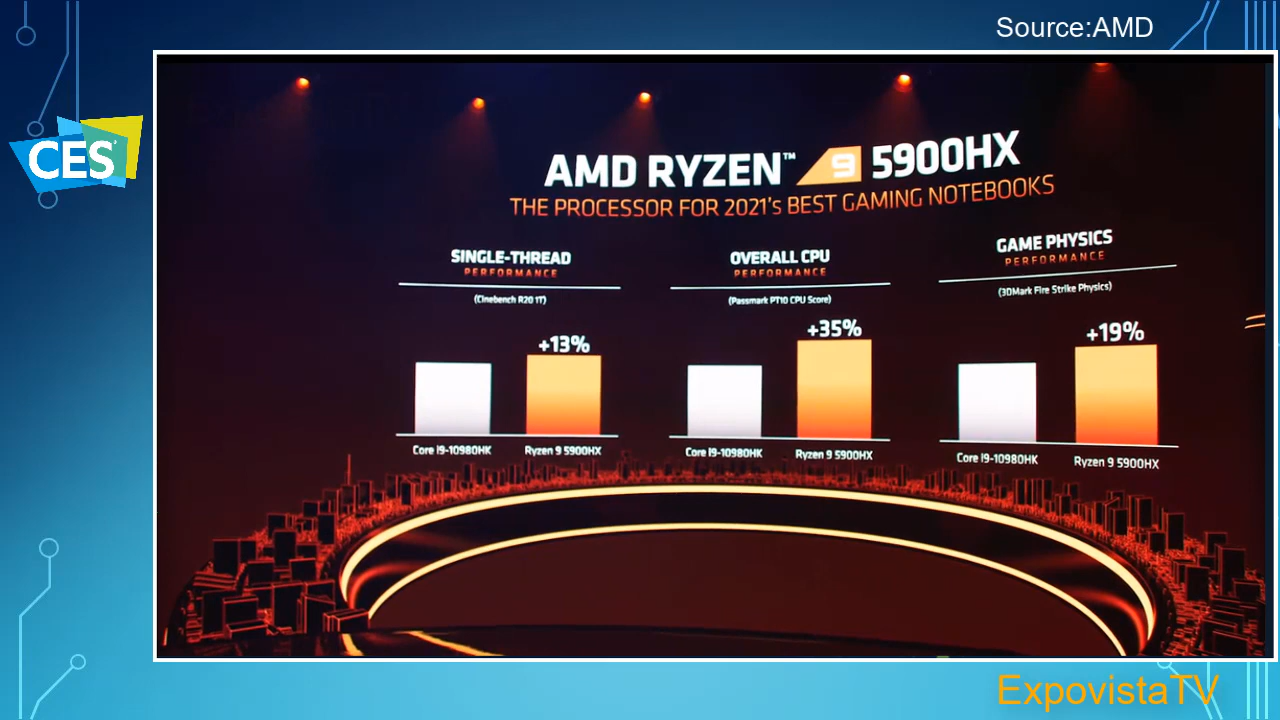 Source:AMD
CES
AMD RYZEN™ 9 5900HX
THE PROCESSOR FOR 2021's BEST GAMING NOTEBOOKS
SINGLE-THREAD
PERFORMANCE
(Cinebench R20 1T)
+13%
Core i9-10980HK
Ryzen 9 5900HX
OVERALL CPU
PERFORMANCE
(Passmark PT10 CPU Score)
+35%
Core i9-10980HK
Ryzen 9 5900HX
GAME PHYSICS
PERFORMANCE
(3DMark Fire Strike Physics)
+19%
Core i9-10980HK
Ryzen 9 5900HX
ExpovistaTV